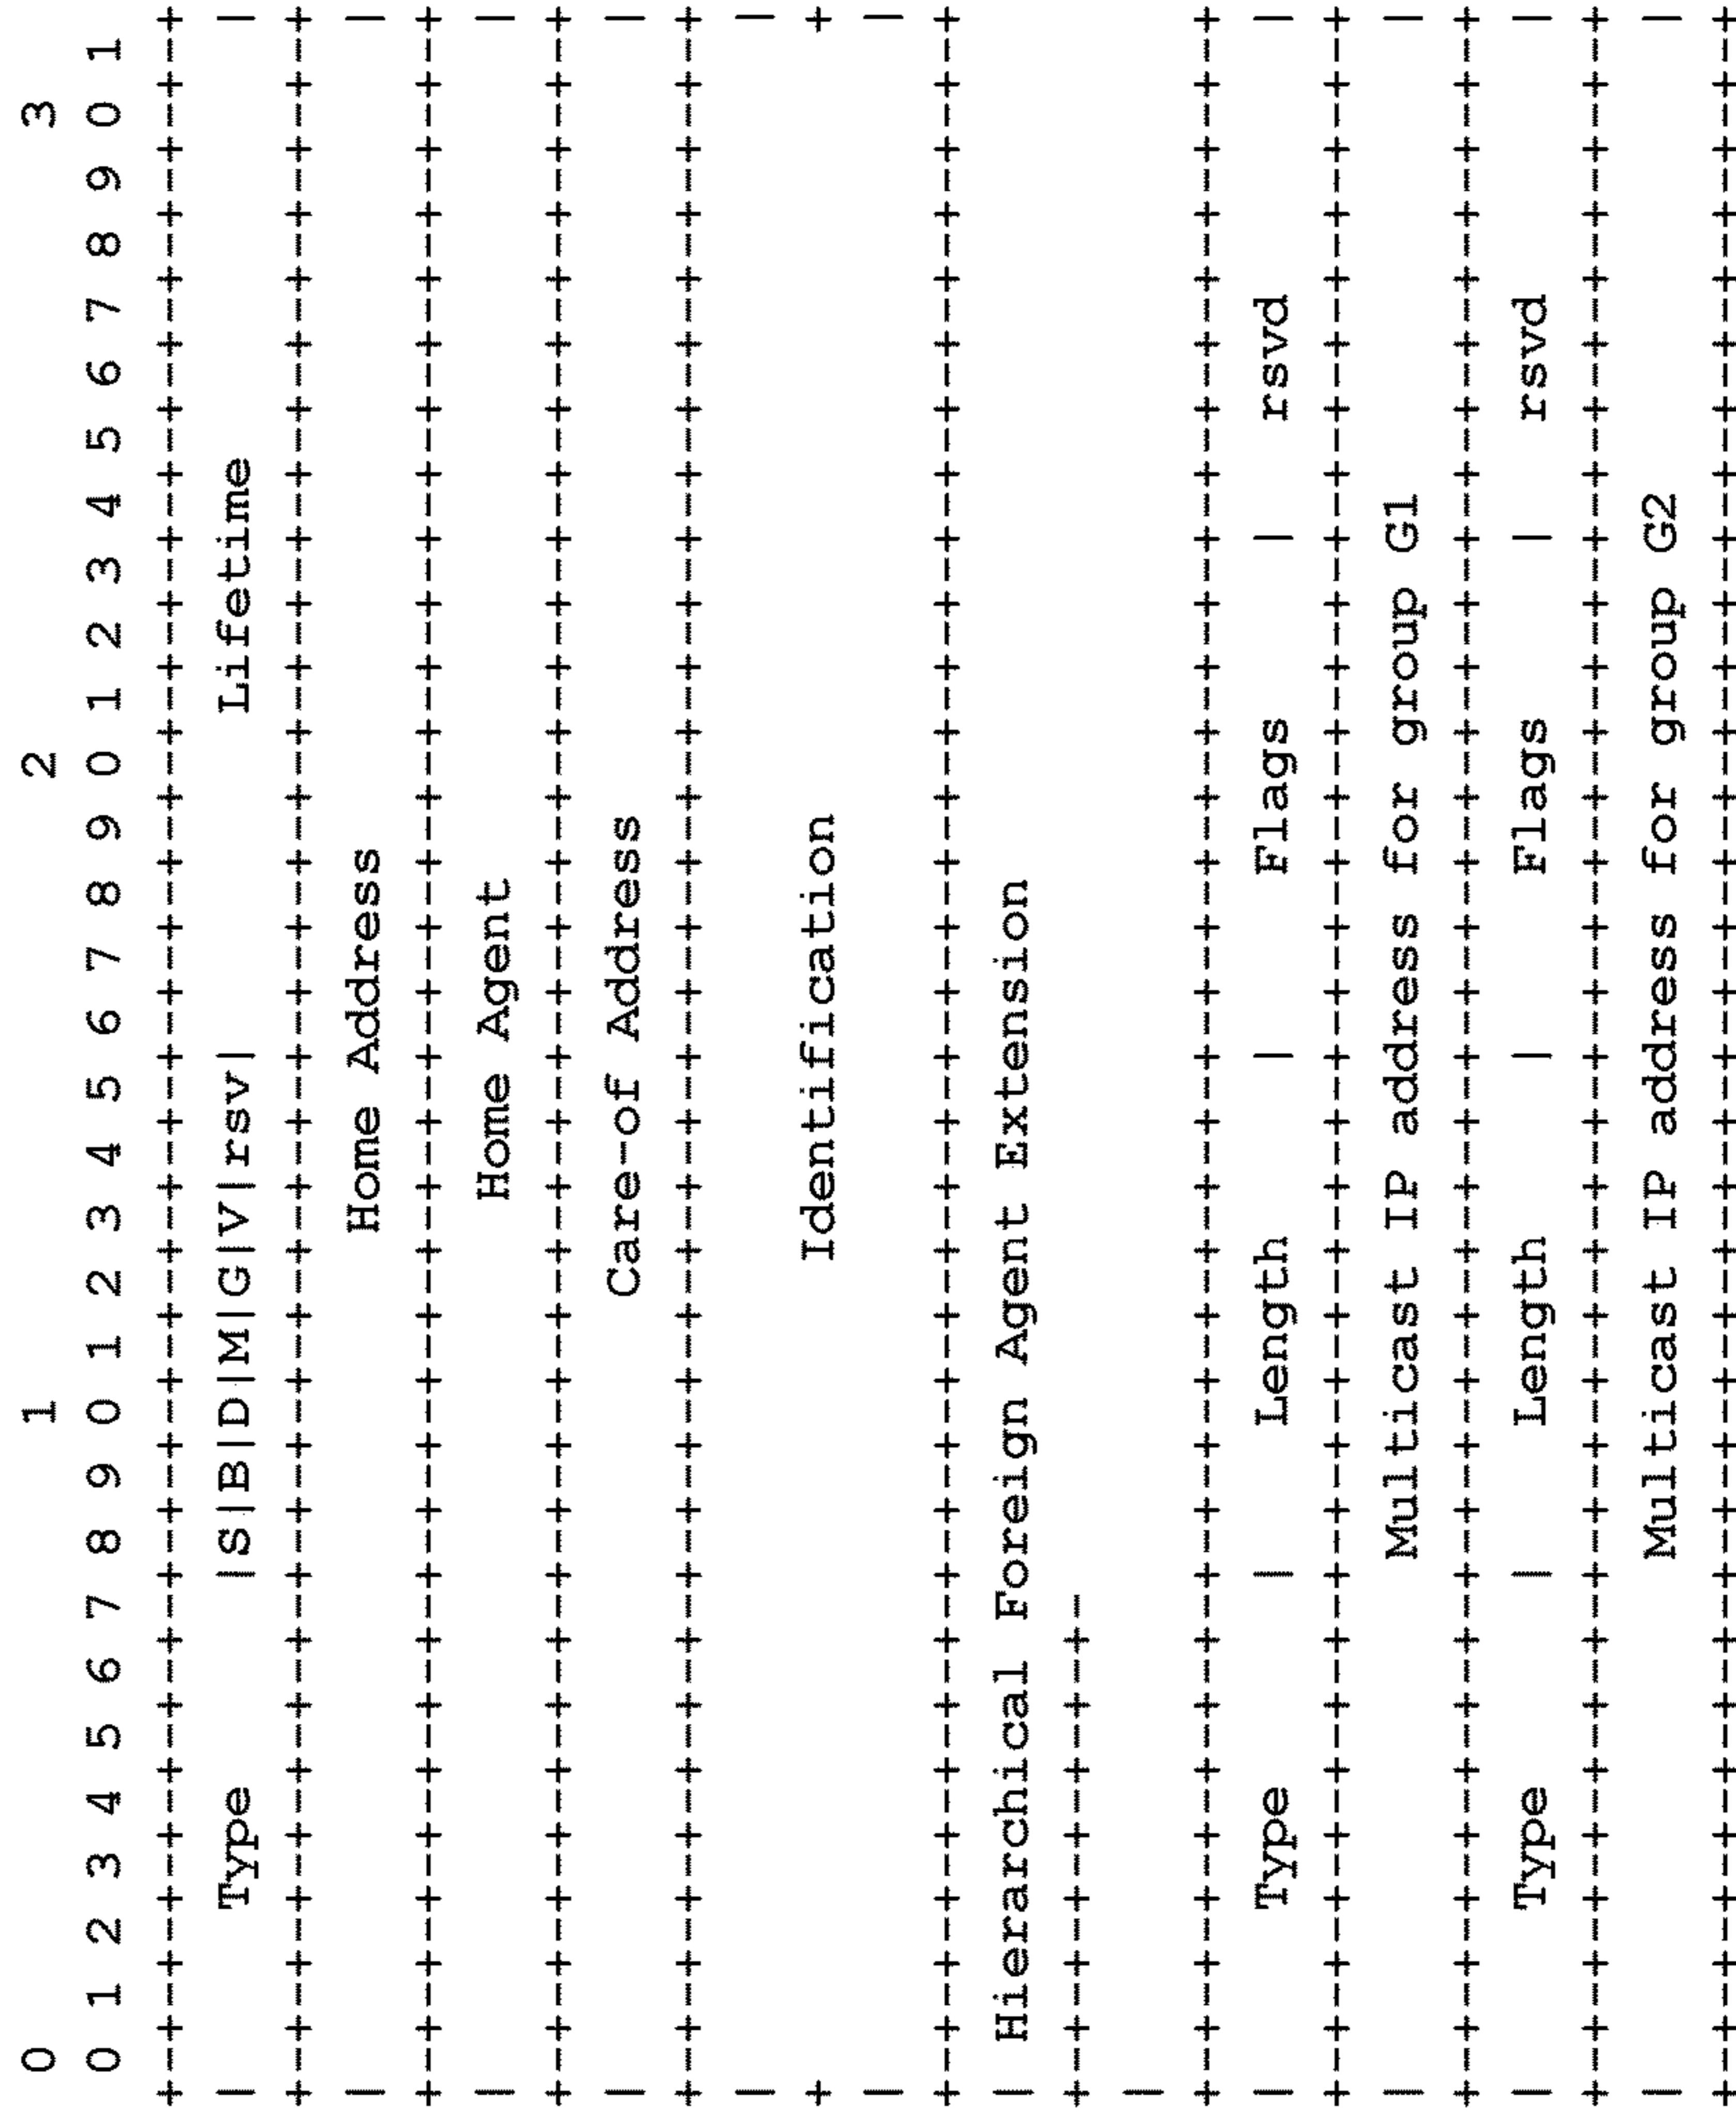 0                   1                   2                   3
 0 1 2 3 4 5 6 7 8 9 0 1 2 3 4 5 6 7 8 9 0 1 2 3 4 5 6 7 8 9 0 1
+-+-+-+-+-+-+-+-+-+-+-+-+-+-+-+-+-+-+-+-+-+-+-+-+-+-+-+-+-+-+-+-+
|     Type      |S|B|D|M|G|V|rsv|          Lifetime             |
+-+-+-+-+-+-+-+-+-+-+-+-+-+-+-+-+-+-+-+-+-+-+-+-+-+-+-+-+-+-+-+-+
|                          Home Address                         |
+-+-+-+-+-+-+-+-+-+-+-+-+-+-+-+-+-+-+-+-+-+-+-+-+-+-+-+-+-+-+-+-+
|                           Home Agent                          |
+-+-+-+-+-+-+-+-+-+-+-+-+-+-+-+-+-+-+-+-+-+-+-+-+-+-+-+-+-+-+-+-+
|                        Care-of Address                        |
+-+-+-+-+-+-+-+-+-+-+-+-+-+-+-+-+-+-+-+-+-+-+-+-+-+-+-+-+-+-+-+-+
|                                                               |
+                         Identification                        +
|                                                               |
+-+-+-+-+-+-+-+-+-+-+-+-+-+-+-+-+-+-+-+-+-+-+-+-+-+-+-+-+-+-+-+-+
| Hierarchical Foreign Agent Extension
+-+-+-+-+-+-+-+-
|
+-+-+-+-+-+-+-+-+-+-+-+-+-+-+-+-+-+-+-+-+-+-+-+-+-+-+-+-+-+-+-+-+
|     Type      |    Length     |     Flags     |   rsvd        |
+-+-+-+-+-+-+-+-+-+-+-+-+-+-+-+-+-+-+-+-+-+-+-+-+-+-+-+-+-+-+-+-+
|                Multicast IP address for group G1              |
+-+-+-+-+-+-+-+-+-+-+-+-+-+-+-+-+-+-+-+-+-+-+-+-+-+-+-+-+-+-+-+-+
|     Type      |    Length     |     Flags     |   rsvd        |
+-+-+-+-+-+-+-+-+-+-+-+-+-+-+-+-+-+-+-+-+-+-+-+-+-+-+-+-+-+-+-+-+
|                Multicast IP address for group G2              |
+-+-+-+-+-+-+-+-+-+-+-+-+-+-+-+-+-+-+-+-+-+-+-+-+-+-+-+-+-+-+-+-+